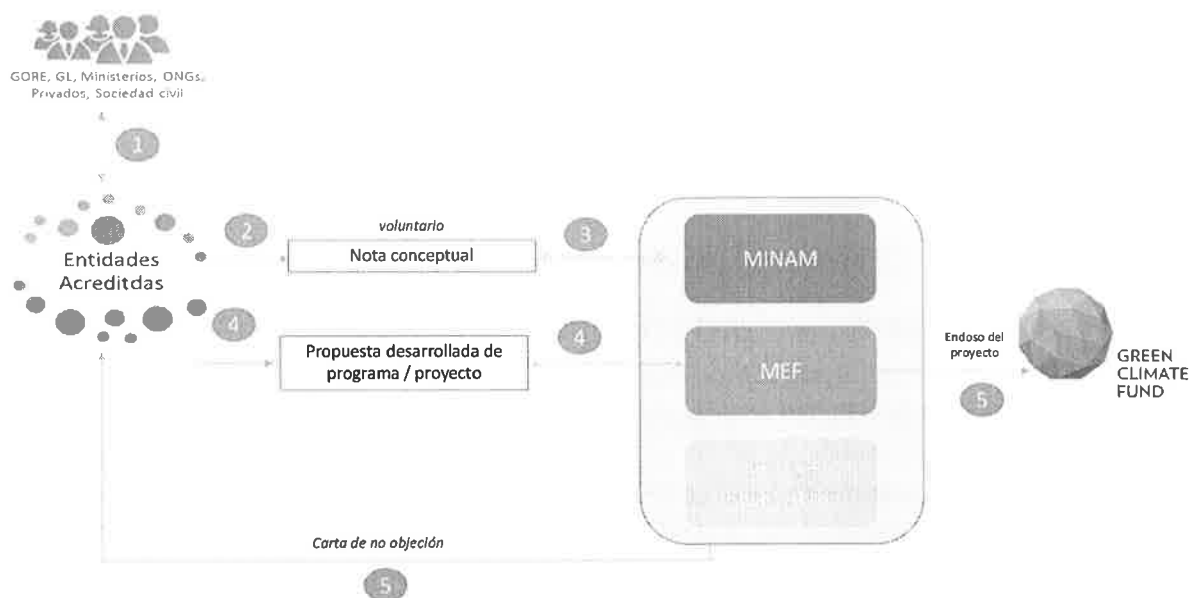 GORE, GL, Ministerios, ONGs,
Privados, Sociedad civil
1
Entidades
Acreditdas
2
voluntario
Nota conceptual
3
MINAM
4
Propuesta desarrollada de
programa / proyecto
4
MEF
Endoso del
proyecto
5
GREEN
CLIMATE
FUND
Carta de no objeción
5